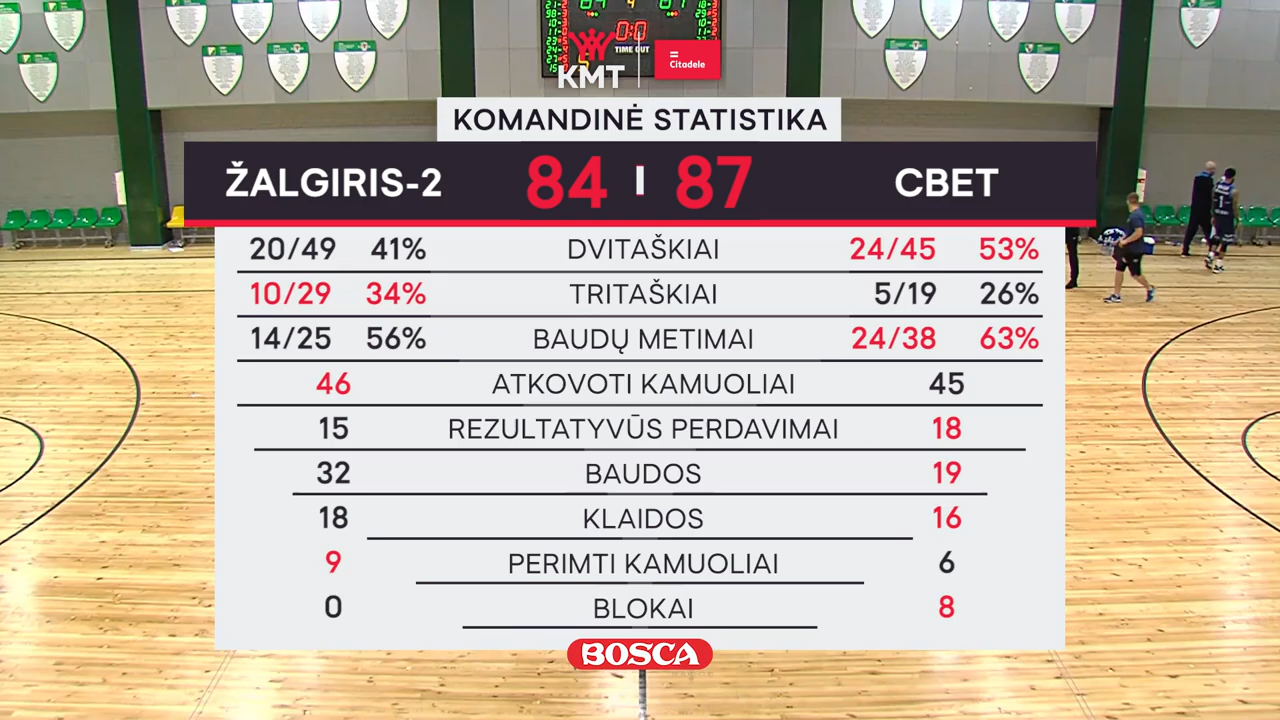 0:0
TIME OUT
KMT
Citadele
KOMANDINĖ STATISTIKA
ŽALGIRIS-2 84 87 CBET
20/49 41% DVITAŠKIAI 24/45 53%
10/29 34% TRITAŠKIAI 5/19 26%
14/25 56% BAUDŲ METIMAI 24/38 63%
46 ATKOVOTI KAMUOLIAI 45
15 REZULTATYVŪS PERDAVIMAI 18
32 BAUDOS 19
18 KLAIDOS 16
9 PERIMTI KAMUOLIAI 6
0 BLOKAI 8
BOSCA